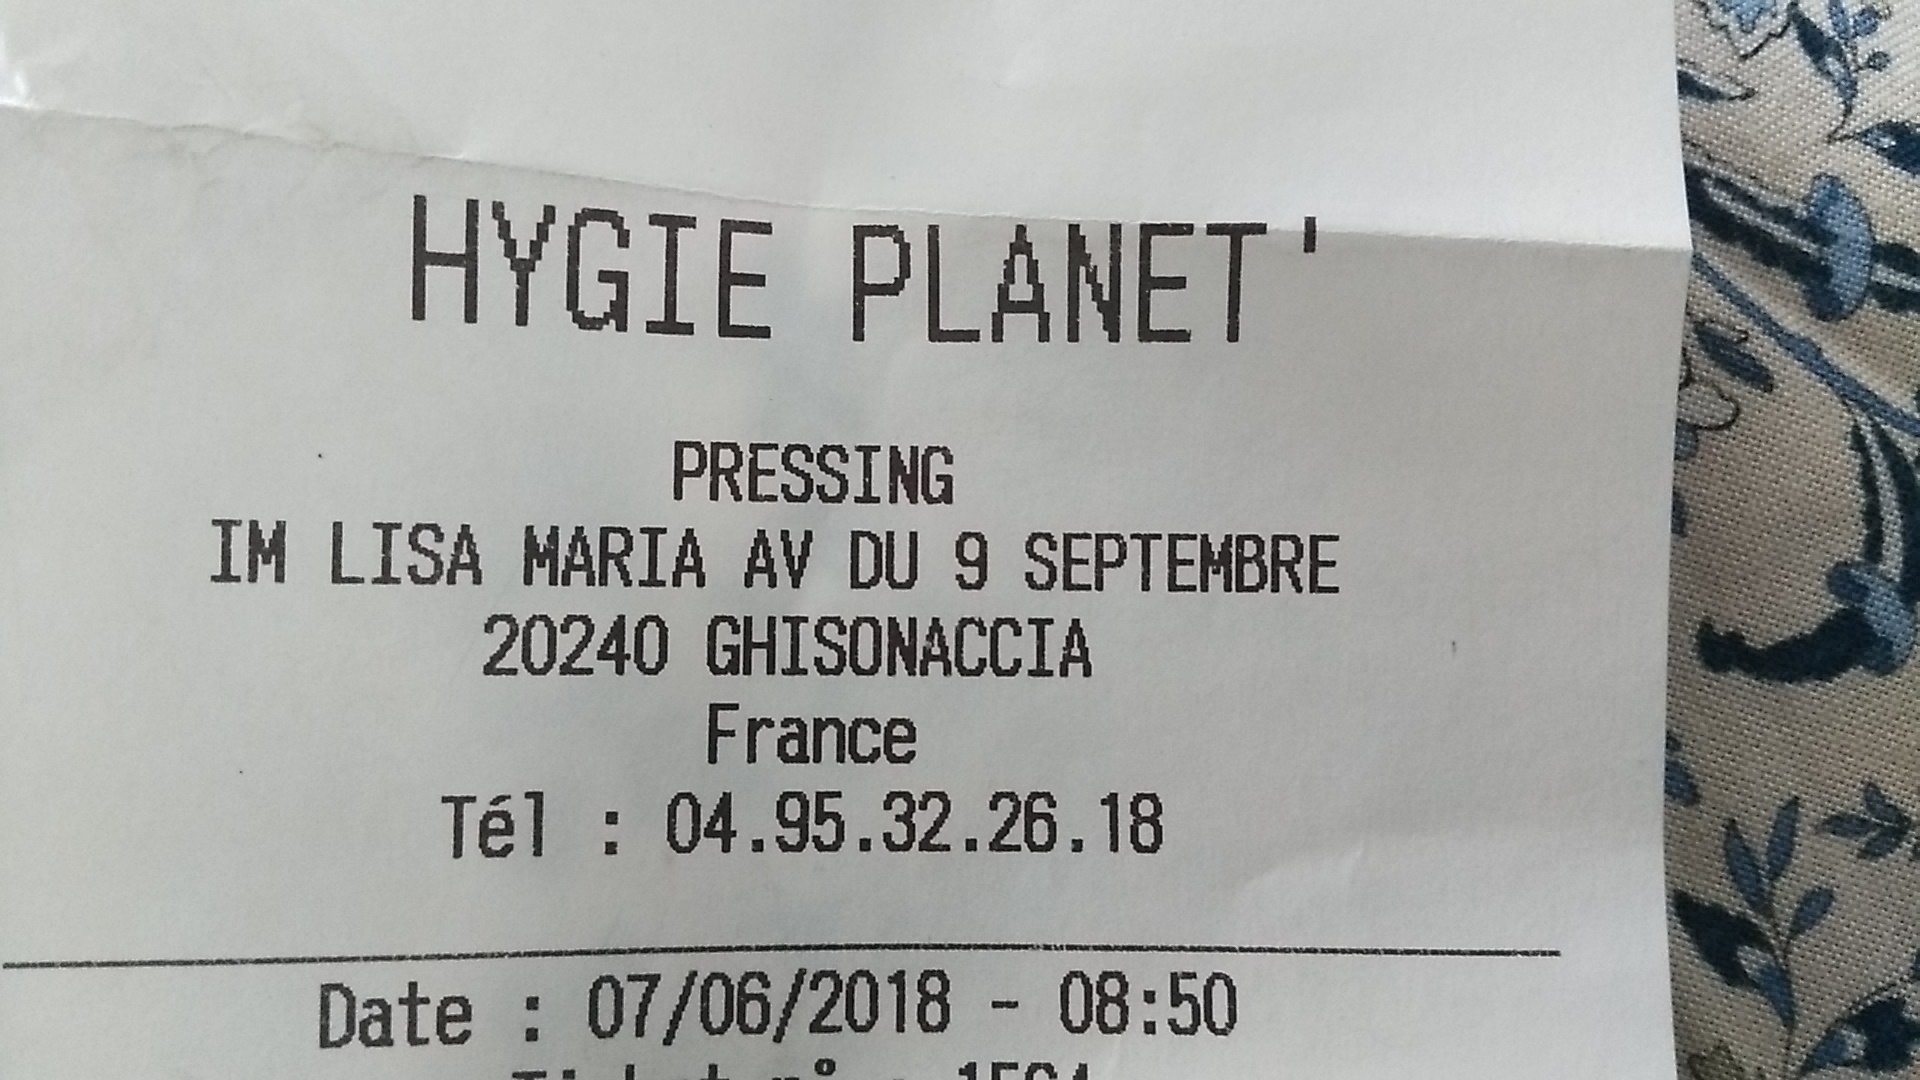 HYGIE PLANET'
PRESSING
IM LISA MARIA AV DU 9 SEPTEMBRE
20240 GHISONACCIA
France
Tél : 04.95.32.26.18
Date : 07/06/2018 - 08:50
Ticket n° :